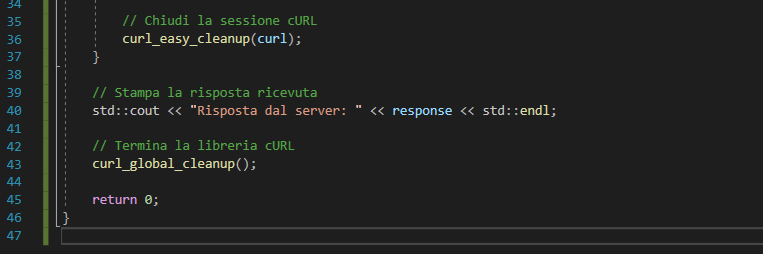 34
35 // Chiudi la sessione cURL
36 curl_easy_cleanup(curl);
37 }
38
39 // Stampa la risposta ricevuta
40 std::cout << "Risposta dal server: " << response << std::endl;
41
42 // Termina la libreria cURL
43 curl_global_cleanup();
44
45 return 0;
46 }
47